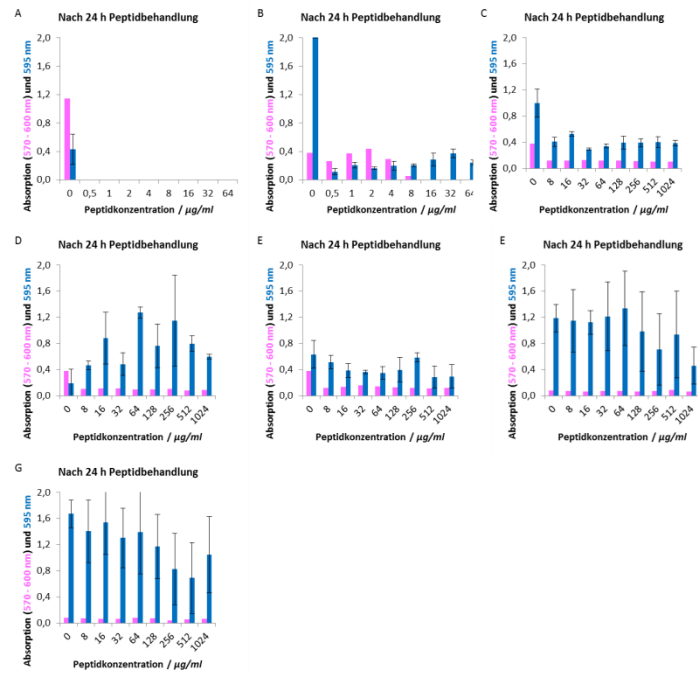 A
Nach 24 h Peptidbehandlung
Absorption (570 - 600 nm) und 595 nm
2,0
1,6
1,2
0,8
0,4
0,0
0 0,5 1 2 4 8 16 32 64
Peptidkonzentration / µg/ml
B
Nach 24 h Peptidbehandlung
Absorption (570 - 600 nm) und 595 nm
2,0
1,6
1,2
0,8
0,4
0,0
0 0,5 1 2 4 8 16 32 64
Peptidkonzentration / µg/ml
C
Nach 24 h Peptidbehandlung
Absorption (570 - 600 nm) und 595 nm
2,0
1,6
1,2
0,8
0,4
0,0
0 8 16 32 64 128 256 512 1024
Peptidkonzentration / µg/ml
D
Nach 24 h Peptidbehandlung
Absorption (570 - 600 nm) und 595 nm
2,0
1,6
1,2
0,8
0,4
0,0
0 8 16 32 64 128 256 512 1024
Peptidkonzentration / µg/ml
E
Nach 24 h Peptidbehandlung
Absorption (570 - 600 nm) und 595 nm
2,0
1,6
1,2
0,8
0,4
0,0
0 8 16 32 64 128 256 512 1024
Peptidkonzentration / µg/ml
E
Nach 24 h Peptidbehandlung
Absorption (570 - 600 nm) und 595 nm
2,0
1,6
1,2
0,8
0,4
0,0
0 8 16 32 64 128 256 512 1024
Peptidkonzentration / µg/ml
G
Nach 24 h Peptidbehandlung
Absorption (570 - 600 nm) und 595 nm
2,0
1,6
1,2
0,8
0,4
0,0
0 8 16 32 64 128 256 512 1024
Peptidkonzentration / µg/ml